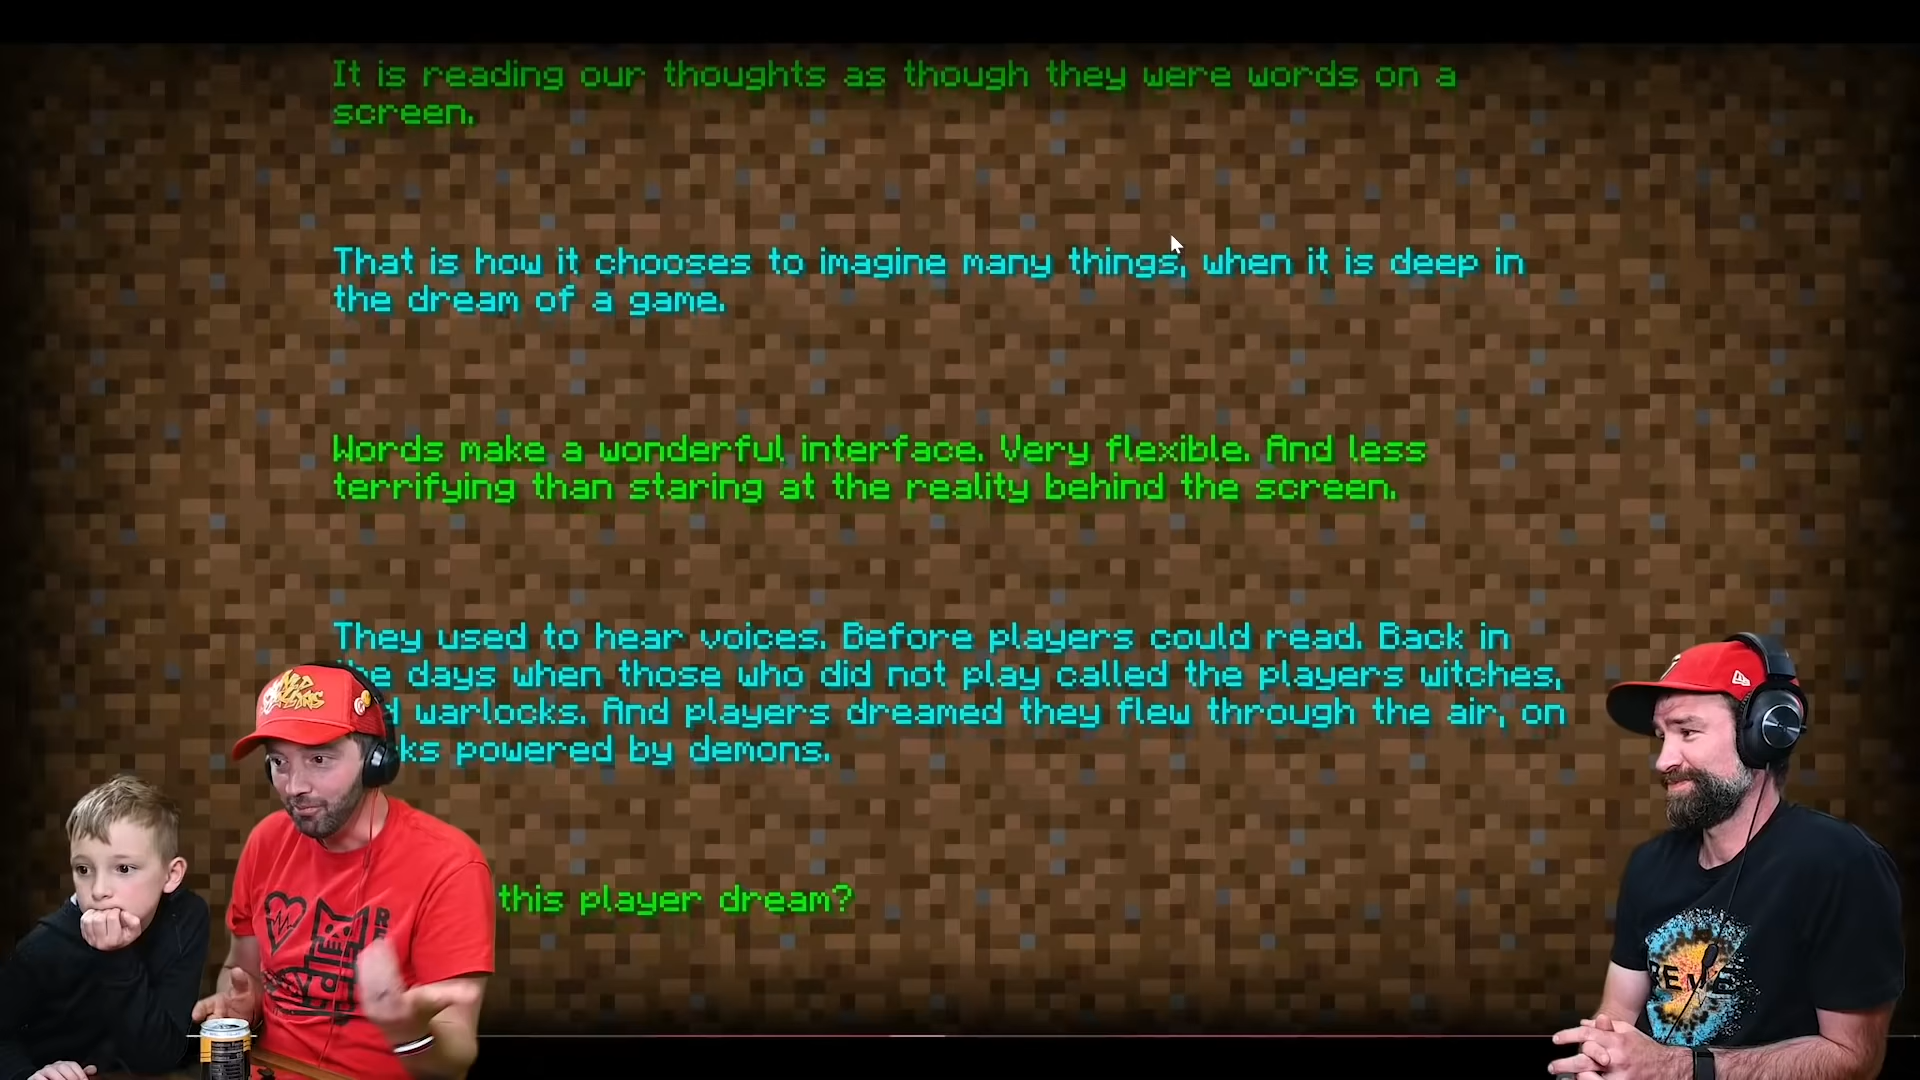 It is reading our thoughts as though they were words on a
screen.
That is how it chooses to imagine many things, when it is deep in
the dream of a game.
Words make a wonderful interface. Very flexible. And less
terrifying than staring at the reality behind the screen.
They used to hear voices. Before players could read. Back in
days when those who did not play called the players witches,
warlocks. And players dreamed they flew through the air, on
powered by demons.
this player dream?